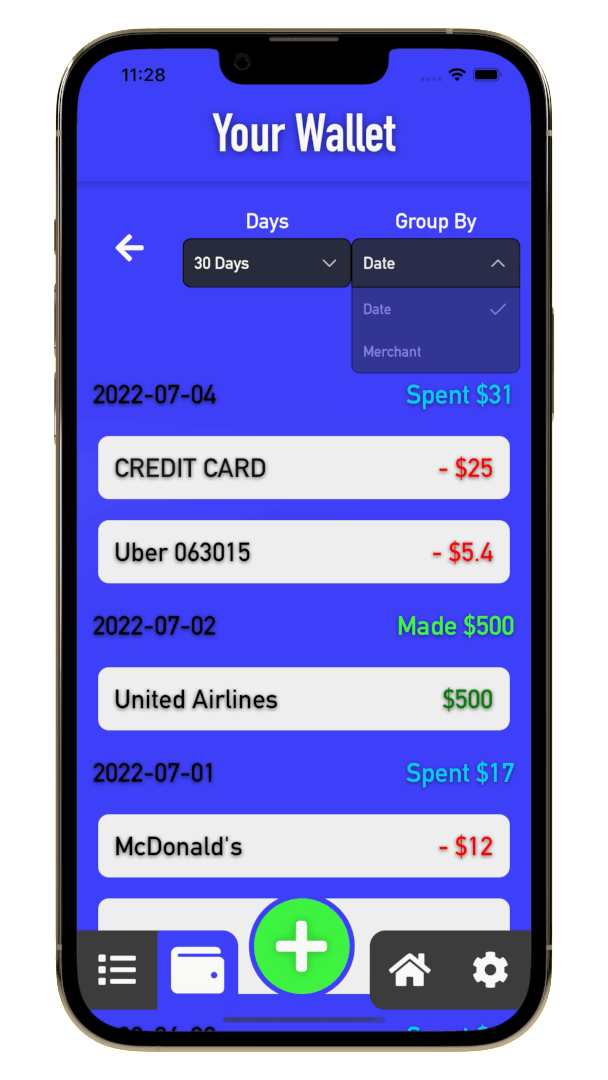 11:28
Your Wallet
Days Group By
30 Days Date
Date
Merchant
2022-07-04 Spent $31
CREDIT CARD - $25
Uber 063015 - $5.4
2022-07-02 Made $500
United Airlines $500
2022-07-01 Spent $17
McDonald's - $12